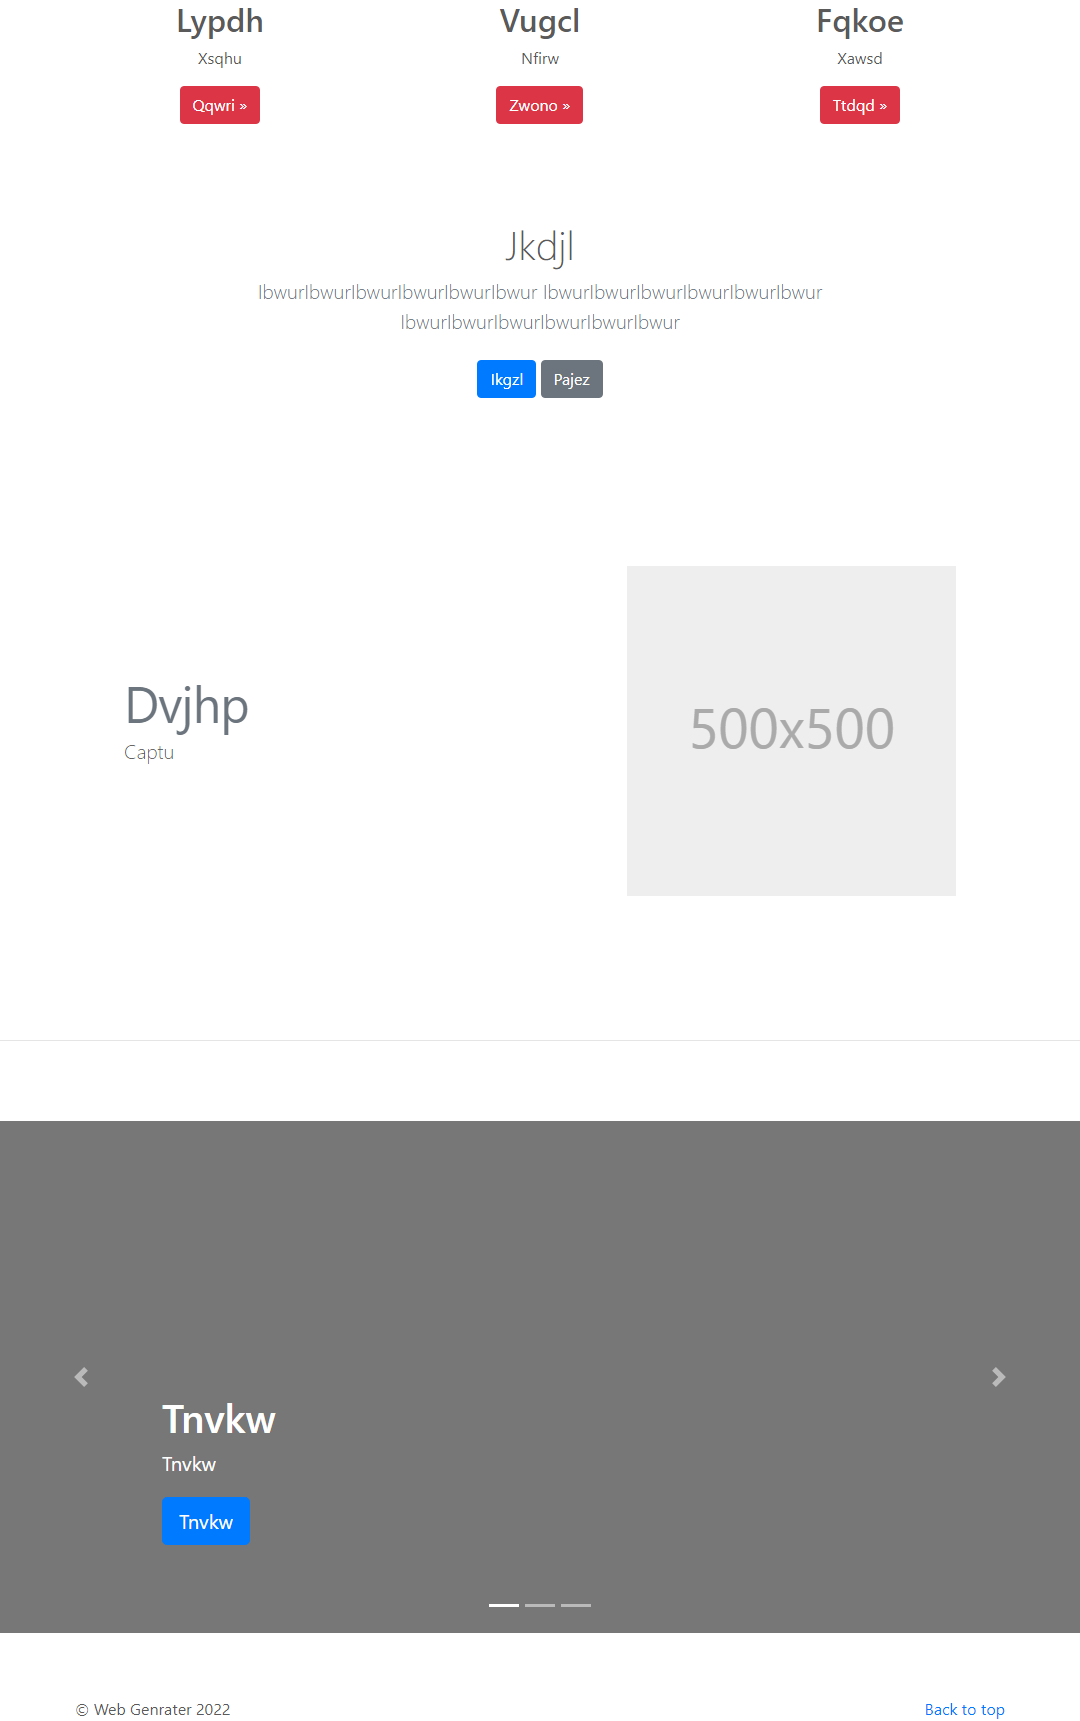 Lypdh
Vugcl
Fqkoe
Xsqhu
Nfirw
Xawsd
Qqwri »
Zwono »
Ttdqd »
Jkdjl
lbwurlbwurlbwurlbwurlbwurlbwur lbwurlbwurlbwurlbwurlbwurlbwur
lbwurlbwurlbwurlbwurlbwurlbwur
Ikgzl
Pajez
Dvjhp
Captu
500x500
Tnvkw
Tnvkw
Tnvkw
© Web Genrater 2022
Back to top